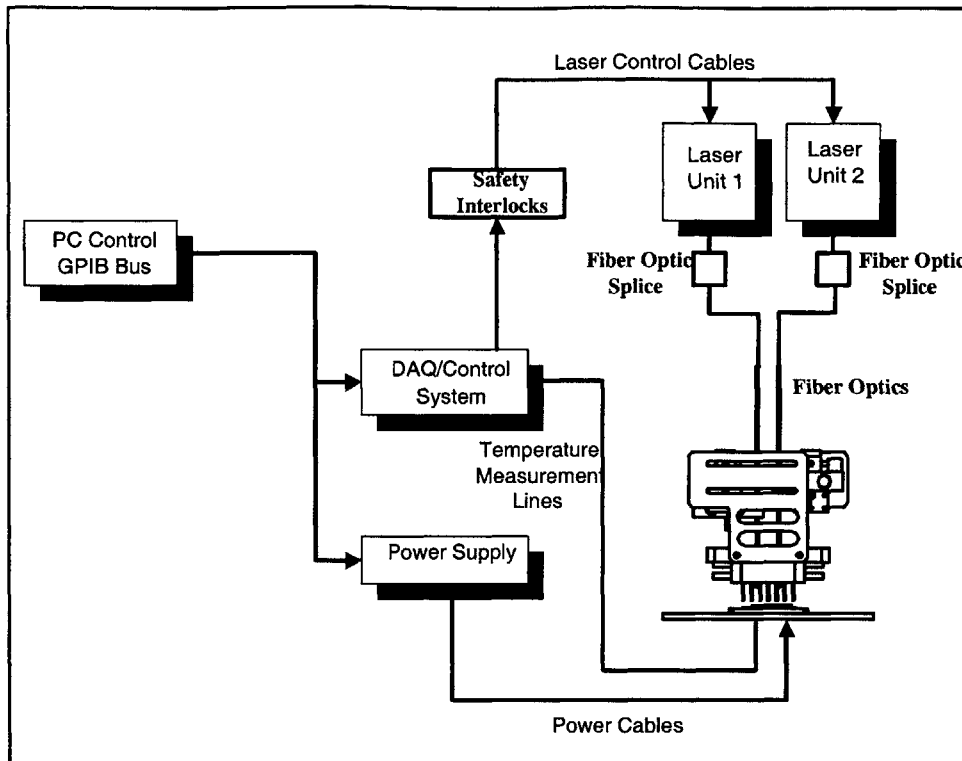 Laser Control Cables
Laser
Unit 1
Laser
Unit 2
Safety
Interlocks
PC Control
GPIB Bus
Fiber Optic
Splice
Fiber Optic
Splice
DAQ/Control
System
Fiber Optics
Temperature
Measurement
Lines
Power Supply
Power Cables